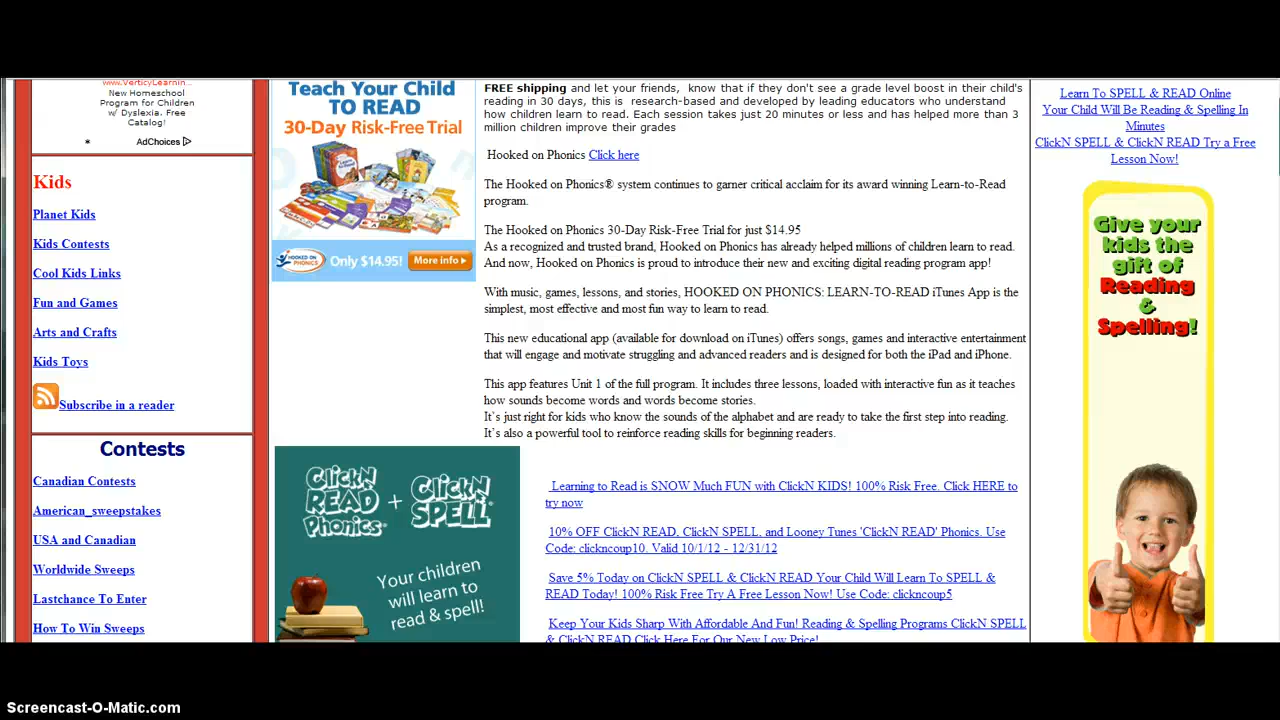 www.VerticyLearnin...
New Homeschool
Program for Children
w/ Dyslexia. Free
Catalog!
AdChoices
Kids
Planet Kids
Kids Contests
Cool Kids Links
Fun and Games
Arts and Crafts
Kids Toys
Subscribe in a reader
Contests
Canadian Contests
American_sweepstakes
USA and Canadian
Worldwide Sweeps
Lastchance To Enter
How To Win Sweeps
Teach Your Child
TO READ
30-Day Risk-Free Trial
HOOKED ON PHONICS
Only $14.95!
More info
FREE shipping and let your friends, know that if they don't see a grade level boost in their child's
reading in 30 days, this is research-based and developed by leading educators who understand
how children learn to read. Each session takes just 20 minutes or less and has helped more than 3
million children improve their grades
Hooked on Phonics Click here
The Hooked on Phonics® system continues to garner critical acclaim for its award winning Learn-to-Read
program.
The Hooked on Phonics 30-Day Risk-Free Trial for just $14.95
As a recognized and trusted brand, Hooked on Phonics has already helped millions of children learn to read.
And now, Hooked on Phonics is proud to introduce their new and exciting digital reading program app!
With music, games, lessons, and stories, HOOKED ON PHONICS: LEARN-TO-READ iTunes App is the
simplest, most effective and most fun way to learn to read.
This new educational app (available for download on iTunes) offers songs, games and interactive entertainment
that will engage and motivate struggling and advanced readers and is designed for both the iPad and iPhone.
This app features Unit 1 of the full program. It includes three lessons, loaded with interactive fun as it teaches
how sounds become words and words become stories.
It`s just right for kids who know the sounds of the alphabet and are ready to take the first step into reading.
It`s also a powerful tool to reinforce reading skills for beginning readers.
ClickN
READ
Phonics®
+
ClickN
SPELL®
Your children
will learn to
read & spell!
Learning to Read is SNOW Much FUN with ClickN KIDS! 100% Risk Free. Click HERE to
try now
10% OFF ClickN READ, ClickN SPELL, and Looney Tunes 'ClickN READ' Phonics. Use
Code: clickncoup10. Valid 10/1/12 - 12/31/12
Save 5% Today on ClickN SPELL & ClickN READ Your Child Will Learn To SPELL &
READ Today! 100% Risk Free Try A Free Lesson Now! Use Code: clickncoup5
Keep Your Kids Sharp With Affordable And Fun! Reading & Spelling Programs ClickN SPELL
& ClickN READ Click Here For Our New Low Price!
Learn To SPELL & READ Online
Your Child Will Be Reading & Spelling In
Minutes
ClickN SPELL & ClickN READ Try a Free
Lesson Now!
Give your
kids the
gift of
Reading
&
Spelling!
Screencast-O-Matic.com